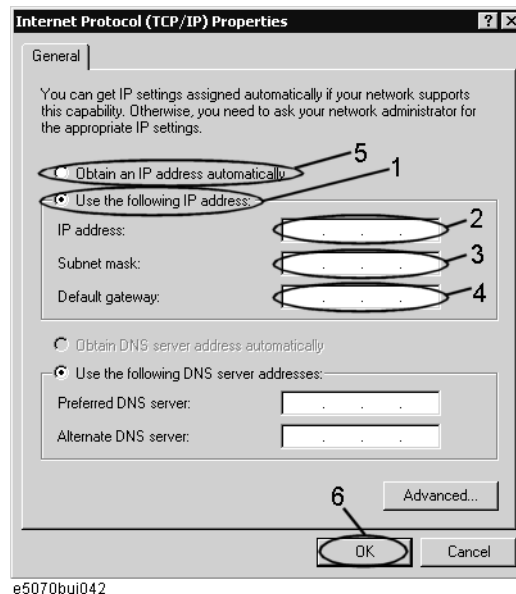 Internet Protocol (TCP/IP) Properties
General
You can get IP settings assigned automatically if your network supports
this capability. Otherwise, you need to ask your network administrator for
the appropriate IP settings.
5
Obtain an IP address automatically
1
Use the following IP address:
IP address:
2
Subnet mask:
3
Default gateway:
4
Obtain DNS server address automatically
Use the following DNS server addresses:
Preferred DNS server:
Alternate DNS server:
6
Advanced...
OK
Cancel
e5070bui042